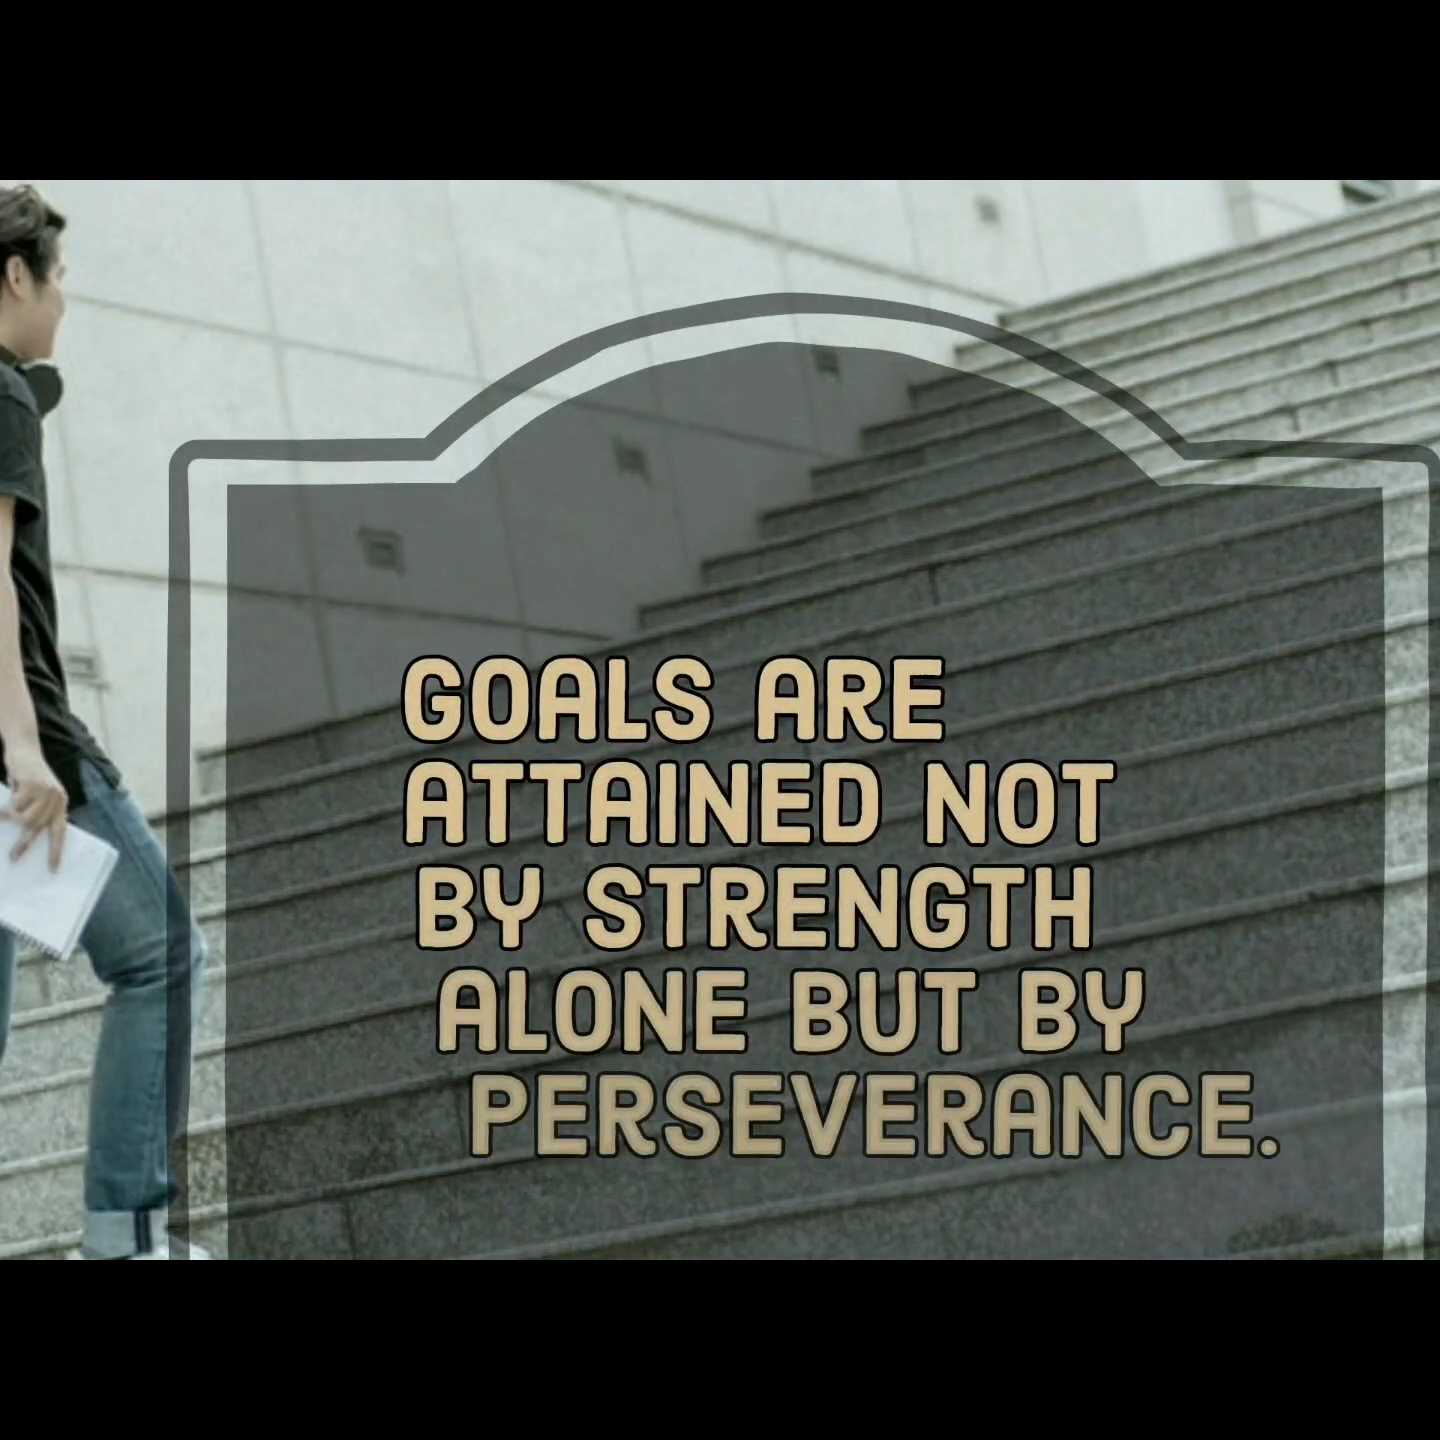 GOALS ARE
ATTAINED NOT
BY STRENGTH
ALONE BUT BY
PERSEVERANCE.